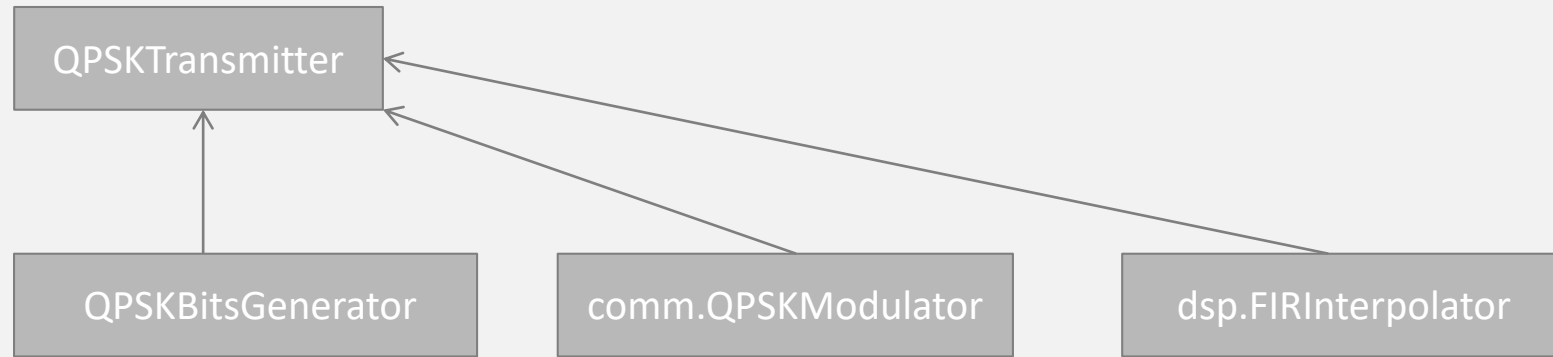 QPSKTransmitter
QPSKBitsGenerator
comm.QPSKModulator
dsp.FIRInterpolator